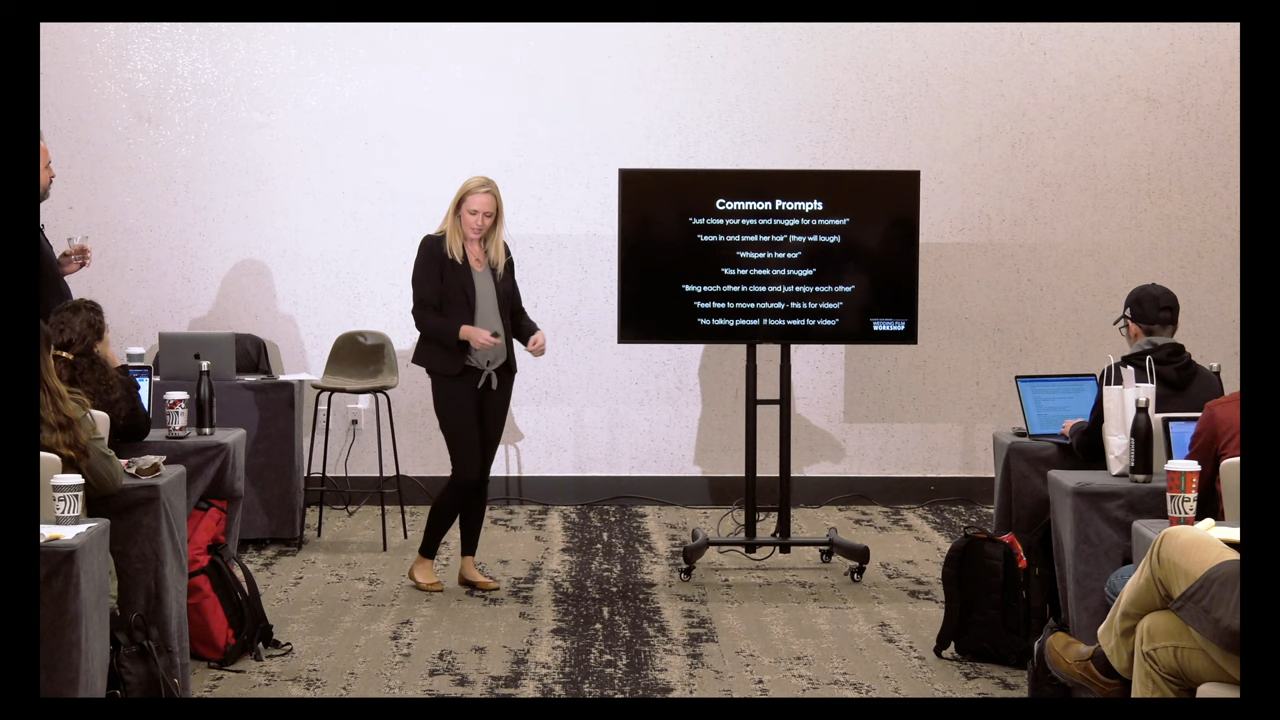 Common Prompts
"Just close your eyes and snuggle for a moment"
"Lean in and smell her hair" (they will laugh)
"Whisper in her ear"
"Kiss her cheek and snuggle"
"Bring each other in close and just enjoy each other"
"Feel free to move naturally - this is for video!"
"No talking please!  It looks weird for video"
WEDDING FILM
WORKSHOP